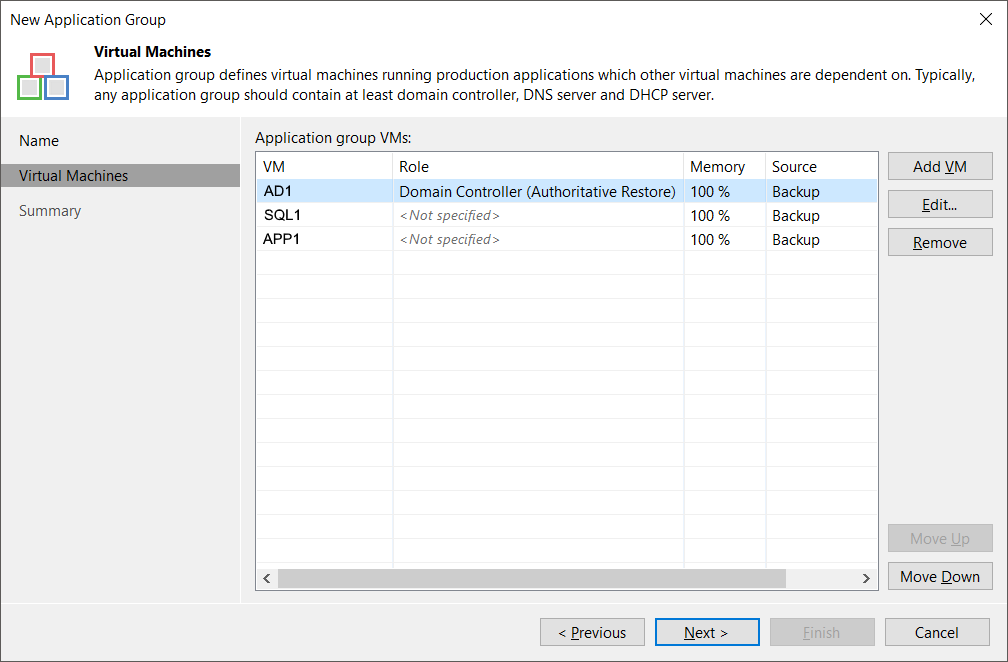 New Application Group
Virtual Machines
Application group defines virtual machines running production applications which other virtual machines are dependent on. Typically,
any application group should contain at least domain controller, DNS server and DHCP server.
Name
Virtual Machines
Summary
Application group VMs:
VM Role Memory Source
AD1 Domain Controller (Authoritative Restore) 100 % Backup
SQL1 <Not specified> 100 % Backup
APP1 <Not specified> 100 % Backup
Add VM
Edit...
Remove
Move Up
Move Down
< Previous
Next >
Finish
Cancel